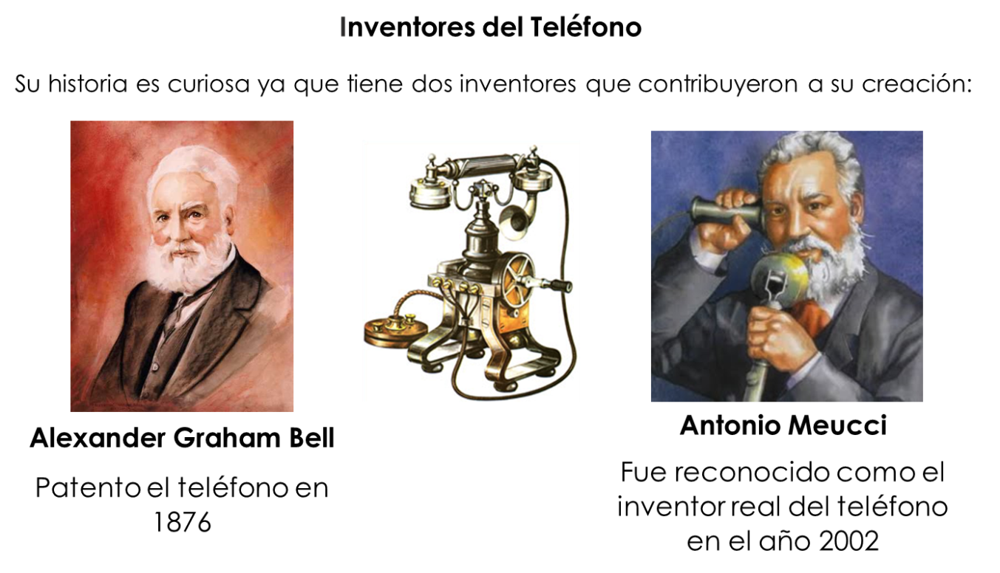 Inventores del Teléfono
Su historia es curiosa ya que tiene dos inventores que contribuyeron a su creación:
Alexander Graham Bell
Patento el teléfono en
1876
Antonio Meucci
Fue reconocido como el
inventor real del teléfono
en el año 2002